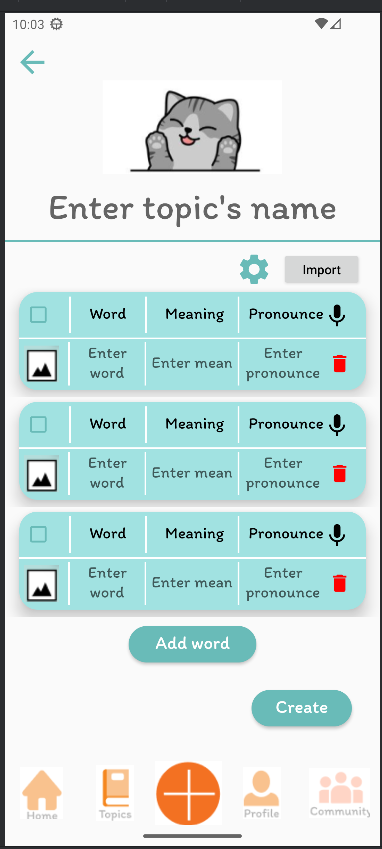 10:03
Enter topic's name
Import
Word Meaning Pronounce
Enter word Enter mean Enter pronounce
Word Meaning Pronounce
Enter word Enter mean Enter pronounce
Word Meaning Pronounce
Enter word Enter mean Enter pronounce
Add word
Create
Home Topics Profile Community